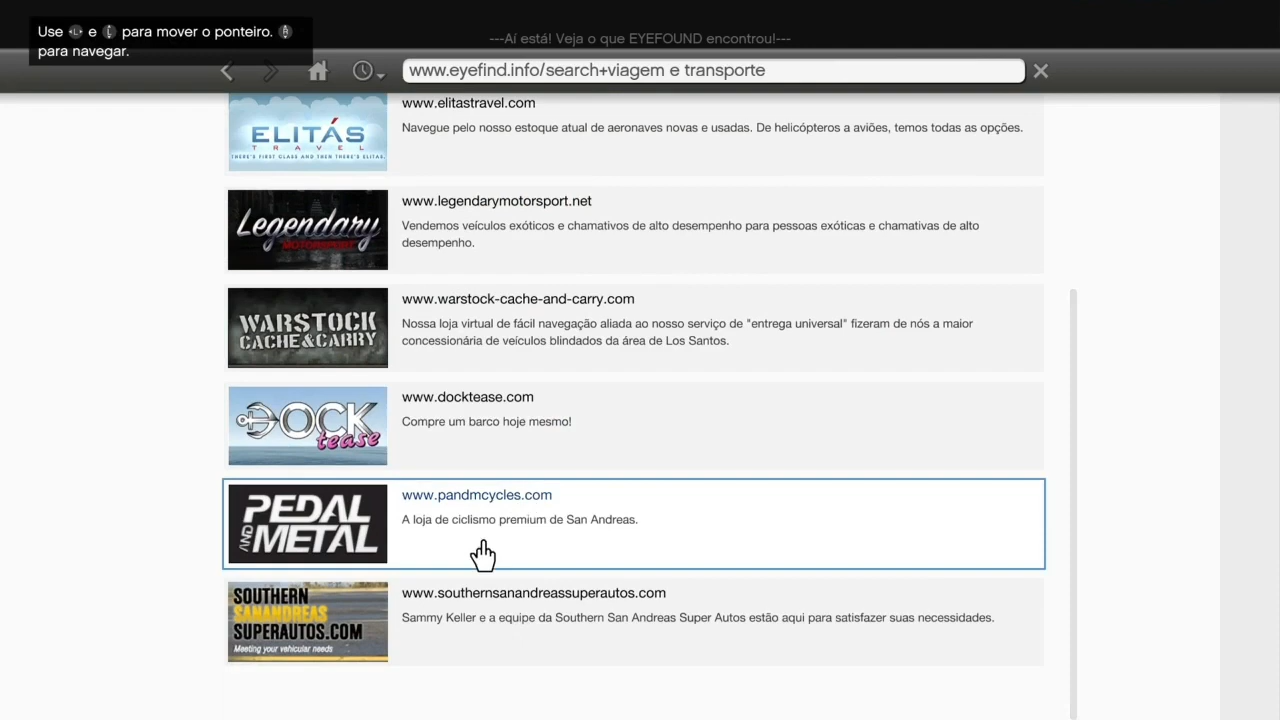 Use L e L para mover o ponteiro. A
para navegar.
---Aí está! Veja o que EYEFOUND encontrou!---
www.eyefind.info/search+viagem e transporte
ELITÁS
TRAVEL
THERE'S FIRST CLASS AND THEN THERE'S ELITAS.
www.elitastravel.com
Navegue pelo nosso estoque atual de aeronaves novas e usadas. De helicópteros a aviões, temos todas as opções.
Legendary
MOTORSPORT
www.legendarymotorsport.net
Vendemos veículos exóticos e chamativos de alto desempenho para pessoas exóticas e chamativas de alto
desempenho.
WARSTOCK
CACHE&CARRY
www.warstock-cache-and-carry.com
Nossa loja virtual de fácil navegação aliada ao nosso serviço de "entrega universal" fizeram de nós a maior
concessionária de veículos blindados da área de Los Santos.
DOCK
tease
www.docktease.com
Compre um barco hoje mesmo!
PEDAL
AND METAL
www.pandmcycles.com
A loja de ciclismo premium de San Andreas.
SOUTHERN
SANANDREAS
SUPERAUTOS.COM
Meeting your vehicular needs
www.southernsanandreassuperautos.com
Sammy Keller e a equipe da Southern San Andreas Super Autos estão aqui para satisfazer suas necessidades.